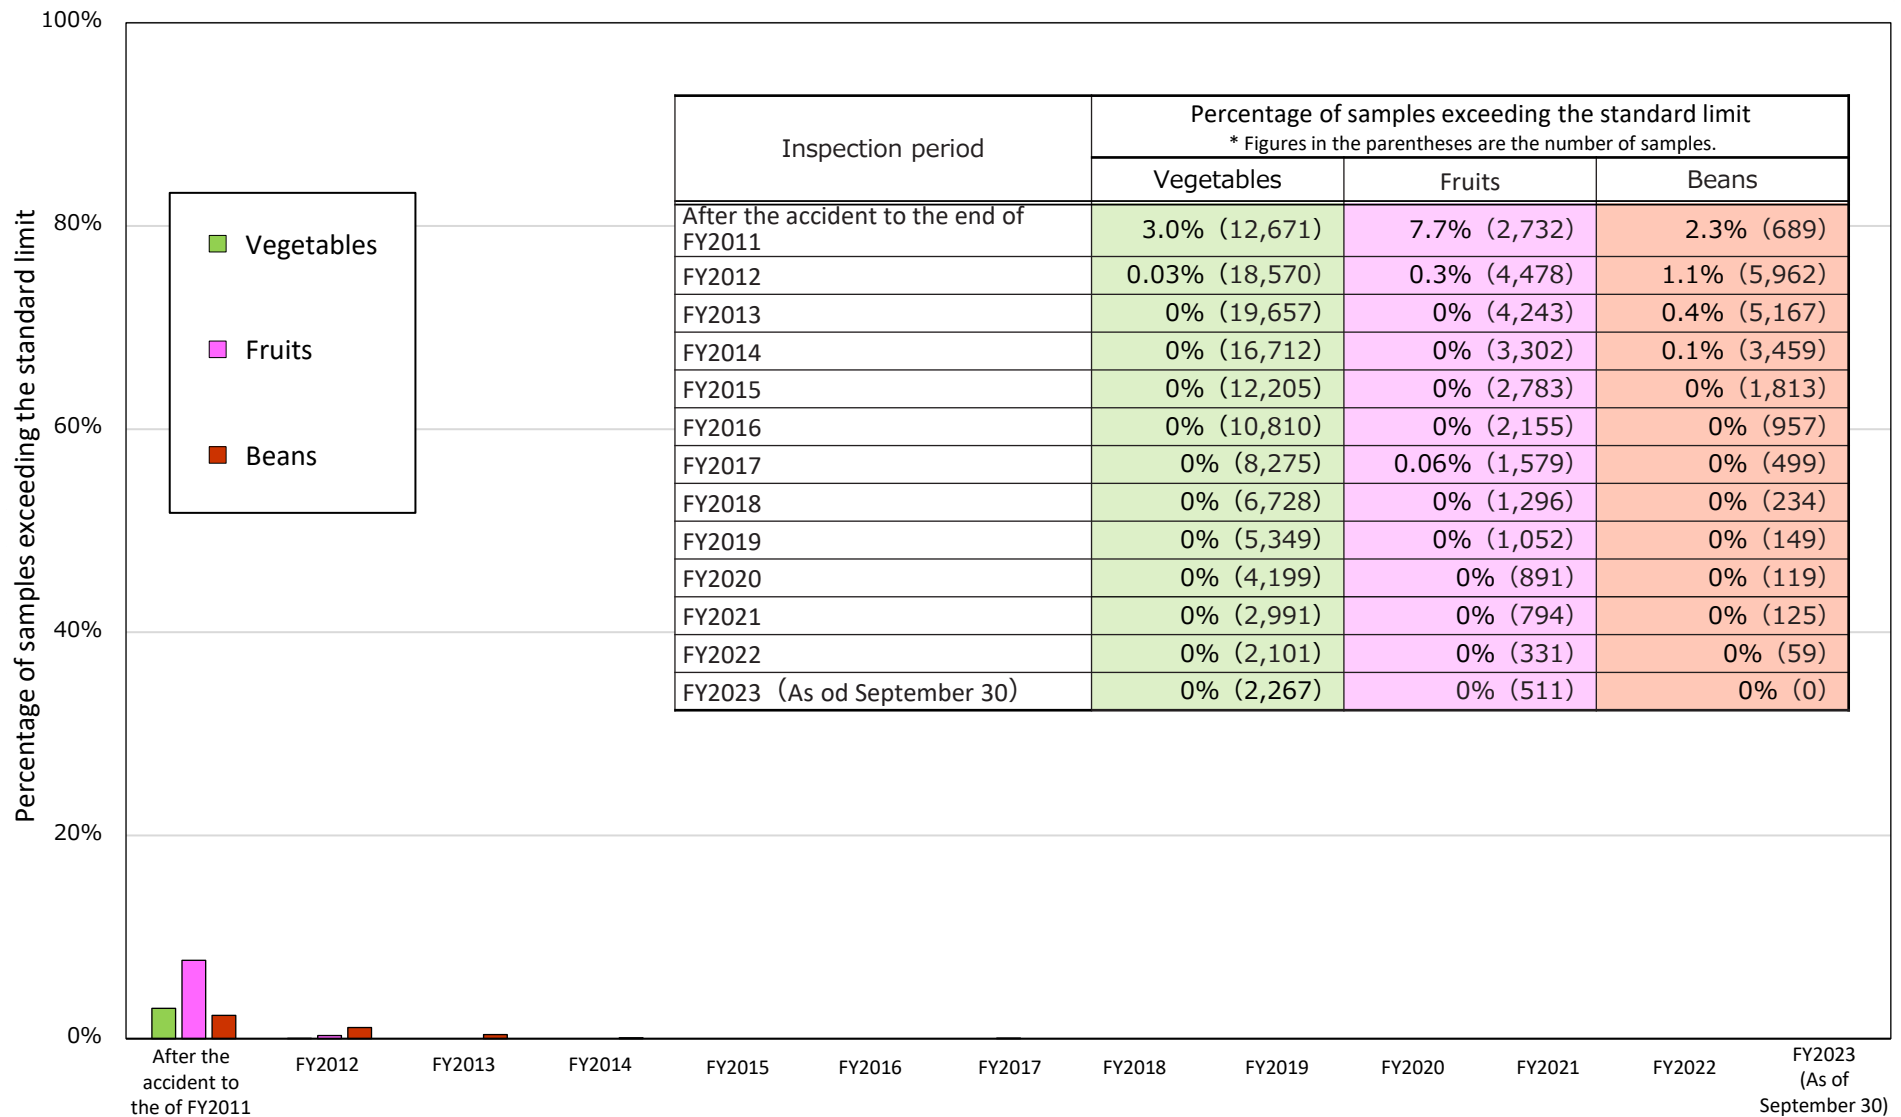 100%
80%
60%
40%
20%
0%
Percentage of samples exceeding the standard limit
Vegetables
Fruits
Beans
Inspection period
Percentage of samples exceeding the standard limit
* Figures in the parentheses are the number of samples.
Vegetables Fruits Beans
After the accident to the end of
FY2011
3.0% (12,671) 7.7% (2,732) 2.3% (689)
FY2012 0.03% (18,570) 0.3% (4,478) 1.1% (5,962)
FY2013 0% (19,657) 0% (4,243) 0.4% (5,167)
FY2014 0% (16,712) 0% (3,302) 0.1% (3,459)
FY2015 0% (12,205) 0% (2,783) 0% (1,813)
FY2016 0% (10,810) 0% (2,155) 0% (957)
FY2017 0% (8,275) 0.06% (1,579) 0% (499)
FY2018 0% (6,728) 0% (1,296) 0% (234)
FY2019 0% (5,349) 0% (1,052) 0% (149)
FY2020 0% (4,199) 0% (891) 0% (119)
FY2021 0% (2,991) 0% (794) 0% (125)
FY2022 0% (2,101) 0% (331) 0% (59)
FY2023 (As od September 30) 0% (2,267) 0% (511) 0% (0)
After the
accident to
the of FY2011
FY2012
FY2013
FY2014
FY2015
FY2016
FY2017
FY2018
FY2019
FY2020
FY2021
FY2022
FY2023
(As of
September 30)